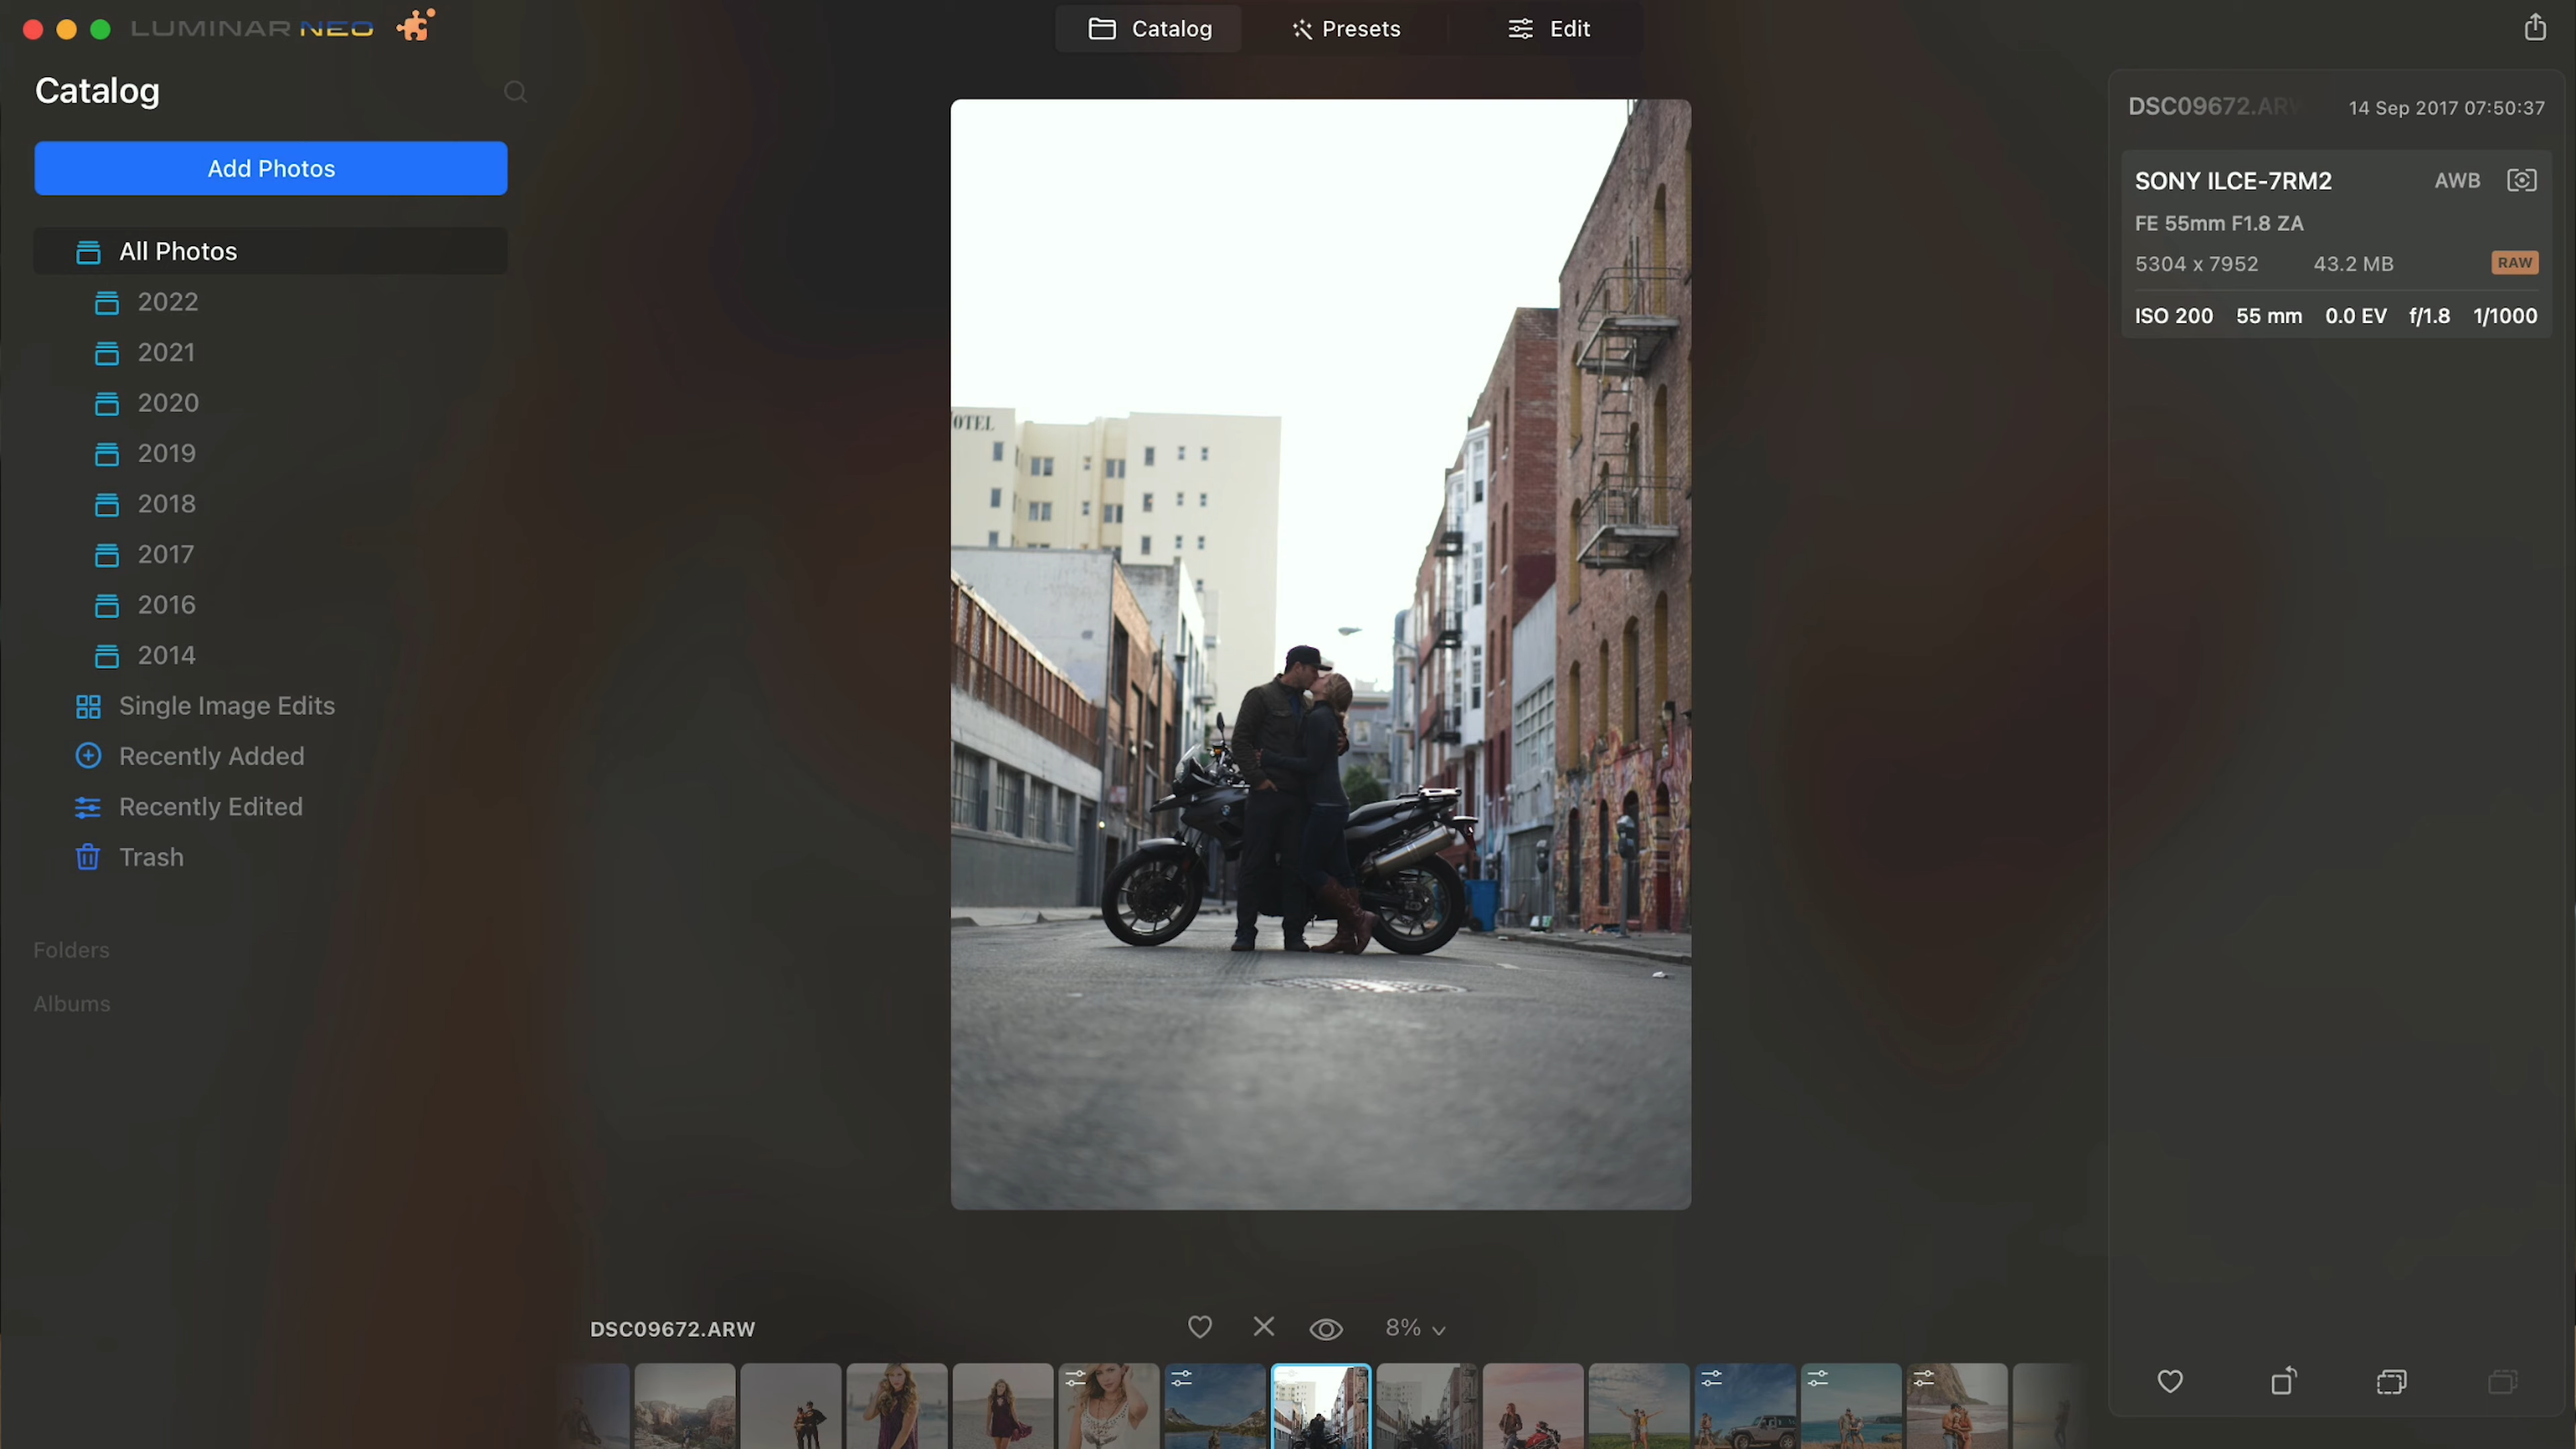 LUMINAR NEO
Catalog
Presets
Edit
Catalog
Add Photos
All Photos
2022
2021
2020
2019
2018
2017
2016
2014
Single Image Edits
Recently Added
Recently Edited
Trash
Folders
Albums
OTEL
DSC09672.ARW
8%
DSC09672.ARW 14 Sep 2017 07:50:37
SONY ILCE-7RM2 AWB
FE 55mm F1.8 ZA
5304 x 7952 43.2 MB RAW
ISO 200 55 mm 0.0 EV f/1.8 1/1000